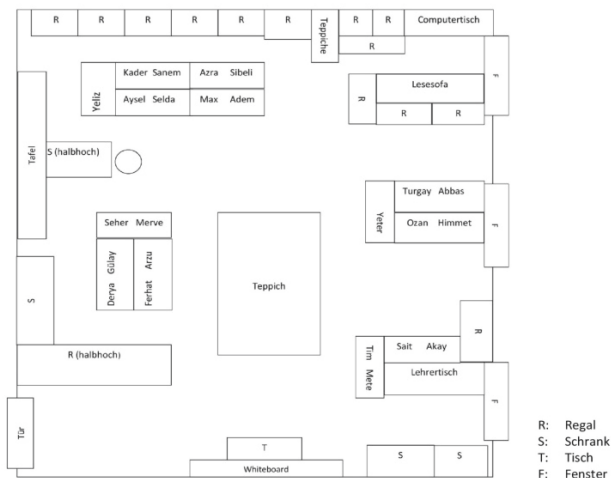 R R R R R R Teppiche R R Computertisch
R
F
Kader Sanem Azra Sibeli
Yeliz
Aysel Selda Max Adem
Lesesofa
R
R R
Tafel
S (halbhoch)
Turgay Abbas
Yeter
Ozan Himmet
F
Seher Merve
Derya Gülay
Ferhat Arzu
Teppich
S
R
R (halbhoch)
Tim Mete
Sait Akay
Lehrertisch
F
Tür
T
Whiteboard
S S
R: Regal
S: Schrank
T: Tisch
F: Fenster